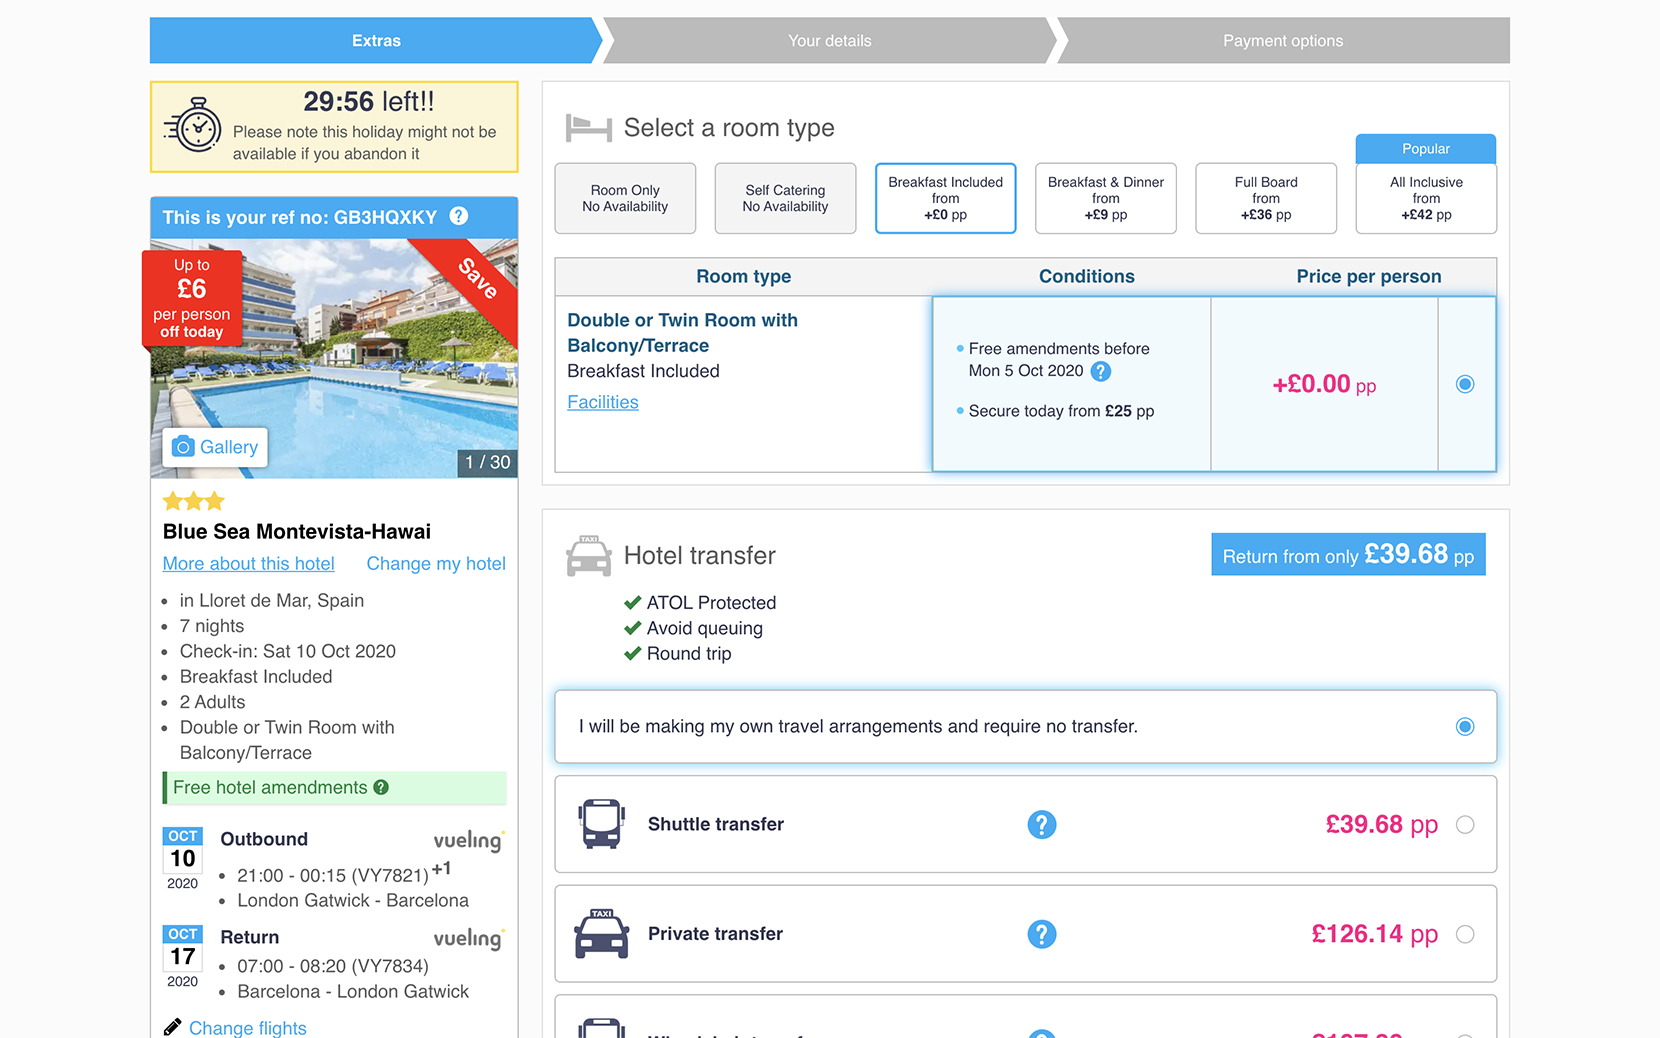 Extras
Your details
Payment options
29:56 left!!
Please note this holiday might not be
available if you abandon it
This is your ref no: GB3HQXKY ?
Up to
£6
per person
off today
Save
Gallery
1 / 30
Blue Sea Montevista-Hawai
More about this hotel
Change my hotel
• in Lloret de Mar, Spain
• 7 nights
• Check-in: Sat 10 Oct 2020
• Breakfast Included
• 2 Adults
• Double or Twin Room with
Balcony/Terrace
Free hotel amendments ?
OCT
10
2020
Outbound
vueling
• 21:00 - 00:15 (VY7821) +1
• London Gatwick - Barcelona
OCT
17
2020
Return
vueling
• 07:00 - 08:20 (VY7834)
• Barcelona - London Gatwick
Change flights
Select a room type
Room Only
No Availability
Self Catering
No Availability
Breakfast Included
from
+£0 pp
Breakfast & Dinner
from
+£9 pp
Full Board
from
+£36 pp
Popular
All Inclusive
from
+£42 pp
Room type
Conditions
Price per person
Double or Twin Room with
Balcony/Terrace
Breakfast Included
Facilities
• Free amendments before
Mon 5 Oct 2020 ?
• Secure today from £25 pp
+£0.00 pp
TAXI
Hotel transfer
Return from only £39.68 pp
ATOL Protected
Avoid queuing
Round trip
I will be making my own travel arrangements and require no transfer.
Shuttle transfer
?
£39.68 pp
TAXI
Private transfer
?
£126.14 pp